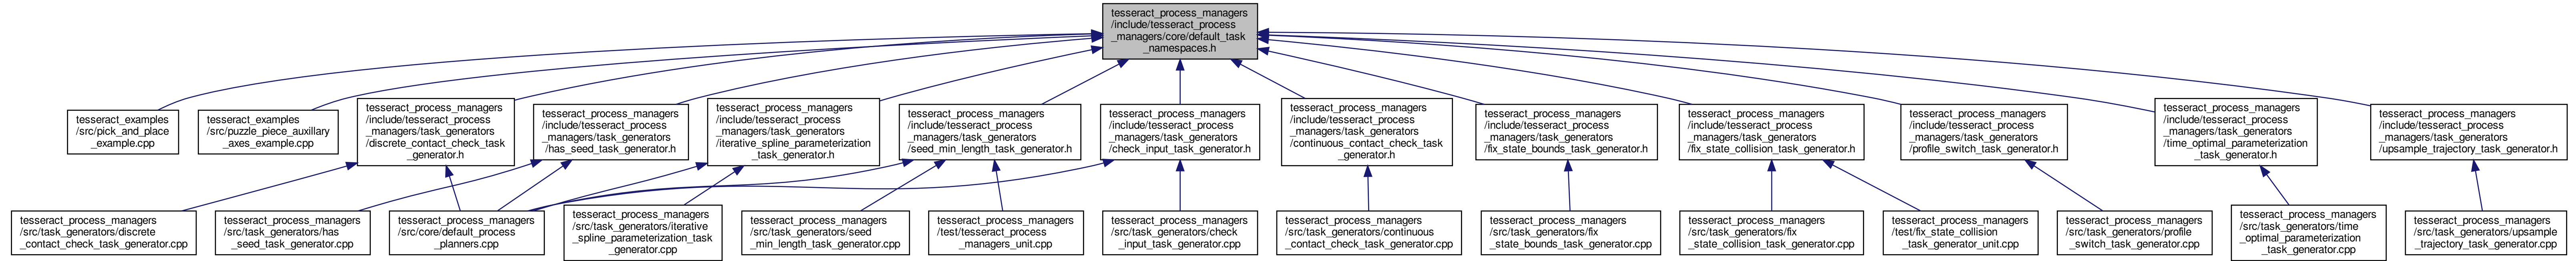 tesseract_process_managers
/include/tesseract_process
_managers/core/default_task
_namespaces.h
tesseract_examples
/src/pick_and_place
_example.cpp
tesseract_examples
/src/puzzle_piece_auxillary
_axes_example.cpp
tesseract_process_managers
/include/tesseract_process
_managers/task_generators
/discrete_contact_check_task
_generator.h
tesseract_process_managers
/include/tesseract_process
_managers/task_generators
/has_seed_task_generator.h
tesseract_process_managers
/include/tesseract_process
_managers/task_generators
/iterative_spline_parameterization
_task_generator.h
tesseract_process_managers
/include/tesseract_process
_managers/task_generators
/seed_min_length_task_generator.h
tesseract_process_managers
/include/tesseract_process
_managers/task_generators
/check_input_task_generator.h
tesseract_process_managers
/include/tesseract_process
_managers/task_generators
/continuous_contact_check_task
_generator.h
tesseract_process_managers
/include/tesseract_process
_managers/task_generators
/fix_state_bounds_task_generator.h
tesseract_process_managers
/include/tesseract_process
_managers/task_generators
/fix_state_collision_task_generator.h
tesseract_process_managers
/include/tesseract_process
_managers/task_generators
/profile_switch_task_generator.h
tesseract_process_managers
/include/tesseract_process
_managers/task_generators
/time_optimal_parameterization
_task_generator.h
tesseract_process_managers
/include/tesseract_process
_managers/task_generators
/upsample_trajectory_task_generator.h
tesseract_process_managers
/src/task_generators/discrete
_contact_check_task_generator.cpp
tesseract_process_managers
/src/task_generators/has
_seed_task_generator.cpp
tesseract_process_managers
/src/core/default_process
_planners.cpp
tesseract_process_managers
/src/task_generators/iterative
_spline_parameterization_task
_generator.cpp
tesseract_process_managers
/src/task_generators/seed
_min_length_task_generator.cpp
tesseract_process_managers
/test/tesseract_process
_managers_unit.cpp
tesseract_process_managers
/src/task_generators/check
_input_task_generator.cpp
tesseract_process_managers
/src/task_generators/continuous
_contact_check_task_generator.cpp
tesseract_process_managers
/src/task_generators/fix
_state_bounds_task_generator.cpp
tesseract_process_managers
/src/task_generators/fix
_state_collision_task_generator.cpp
tesseract_process_managers
/test/fix_state_collision
_task_generator_unit.cpp
tesseract_process_managers
/src/task_generators/profile
_switch_task_generator.cpp
tesseract_process_managers
/src/task_generators/time
_optimal_parameterization
_task_generator.cpp
tesseract_process_managers
/src/task_generators/upsample
_trajectory_task_generator.cpp